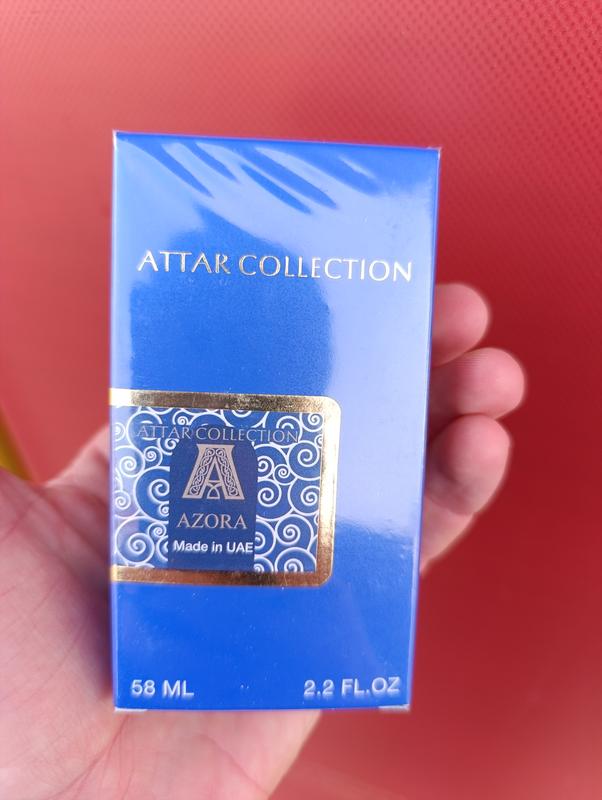 ATTAR COLLECTION
ATTAR COLLECTION
A
AZORA
Made in UAE
58 ML
2.2 FL.OZ